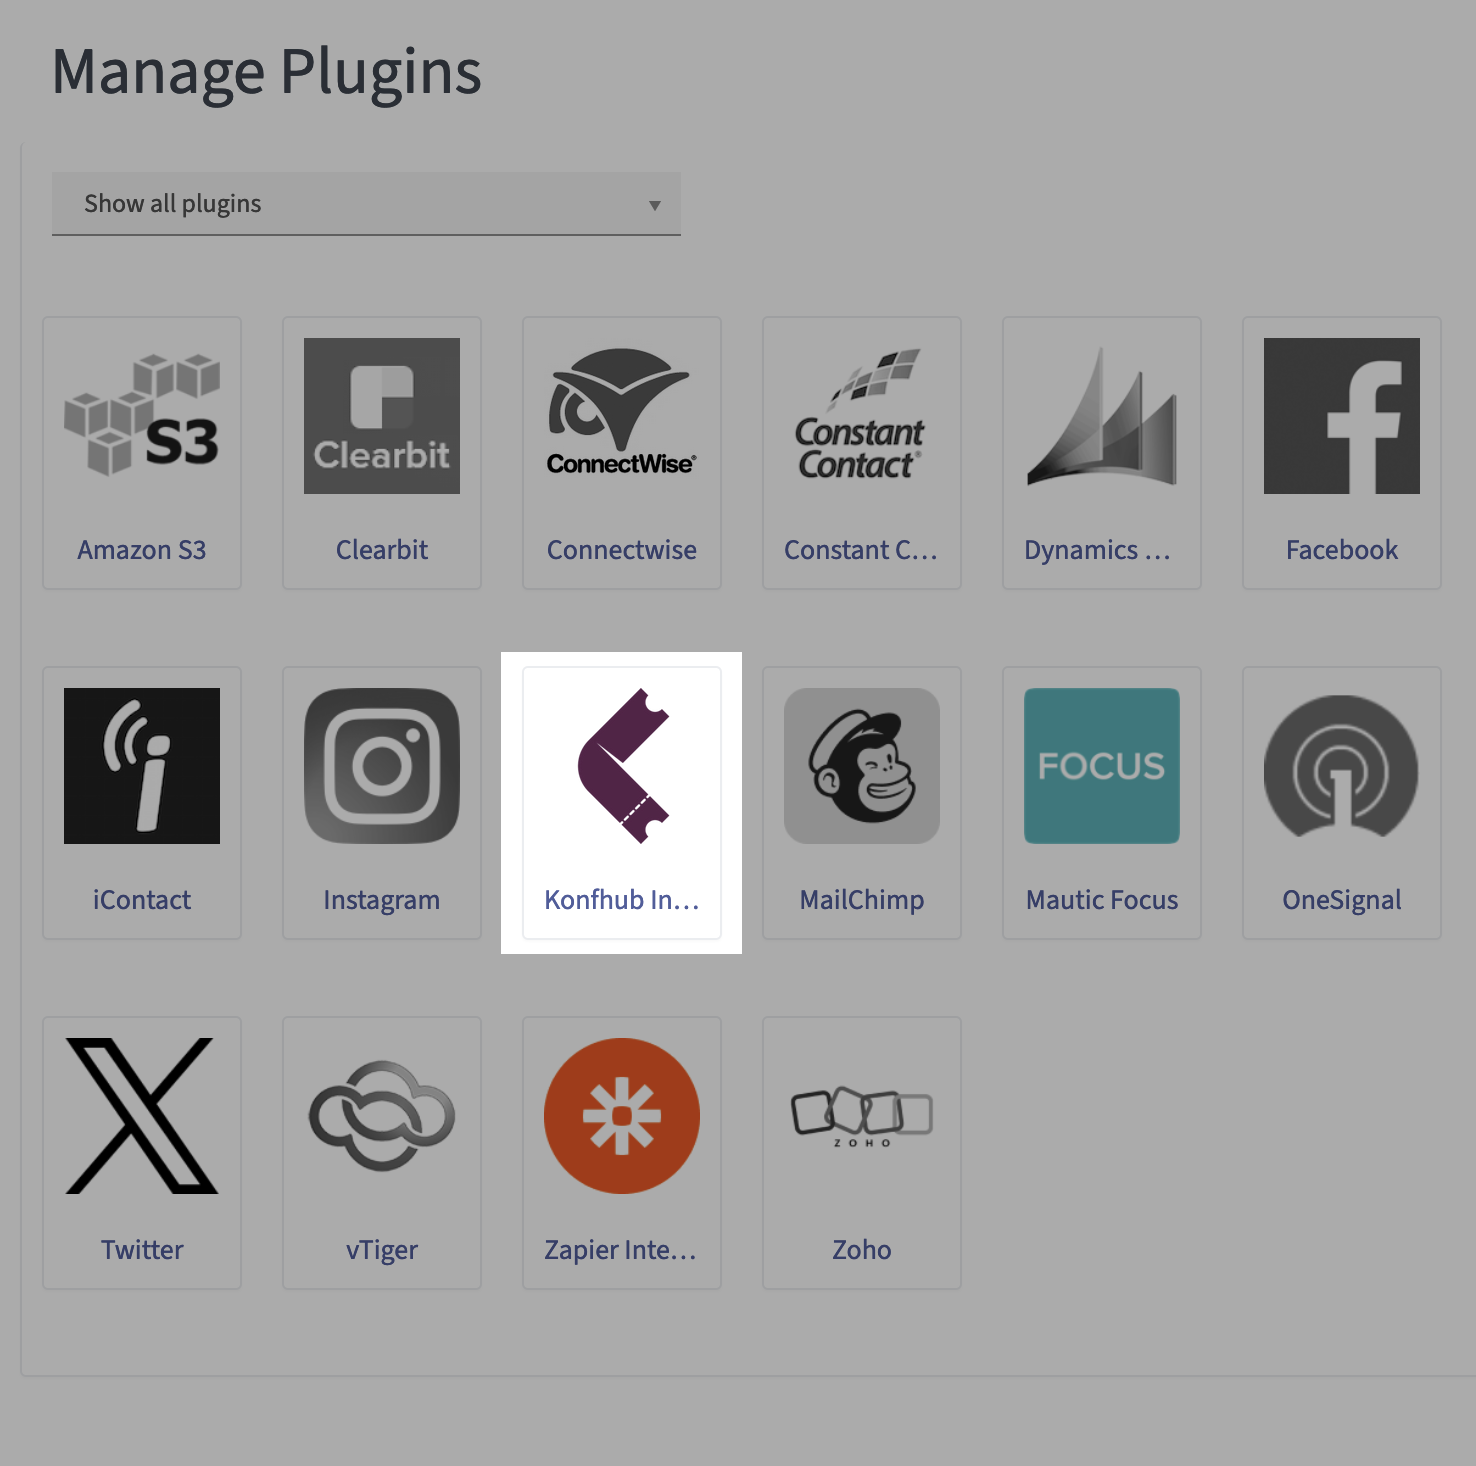 Manage Plugins
Show all plugins
S3
Clearbit
ConnectWise®
Constant
Contact®
Amazon S3
Clearbit
Connectwise
Constant C...
Dynamics ...
Facebook
FOCUS
iContact
Instagram
Konfhub In...
MailChimp
Mautic Focus
OneSignal
ZOHO
Twitter
vTiger
Zapier Inte...
Zoho